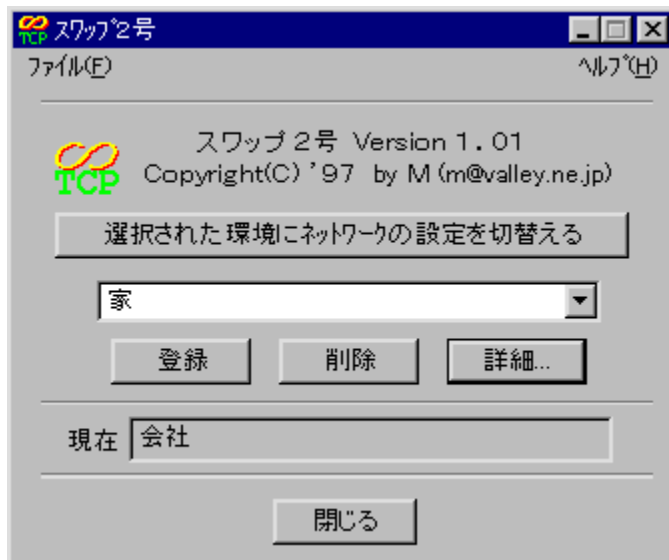 TCP スワップ2号
ファイル(F) ヘルプ(H)
スワップ2号 Version 1.01
TCP
Copyright(C) '97 by M (m@valley.ne.jp)
選択された環境にネットワークの設定を切替える
家
登録 削除 詳細...
現在 会社
閉じる